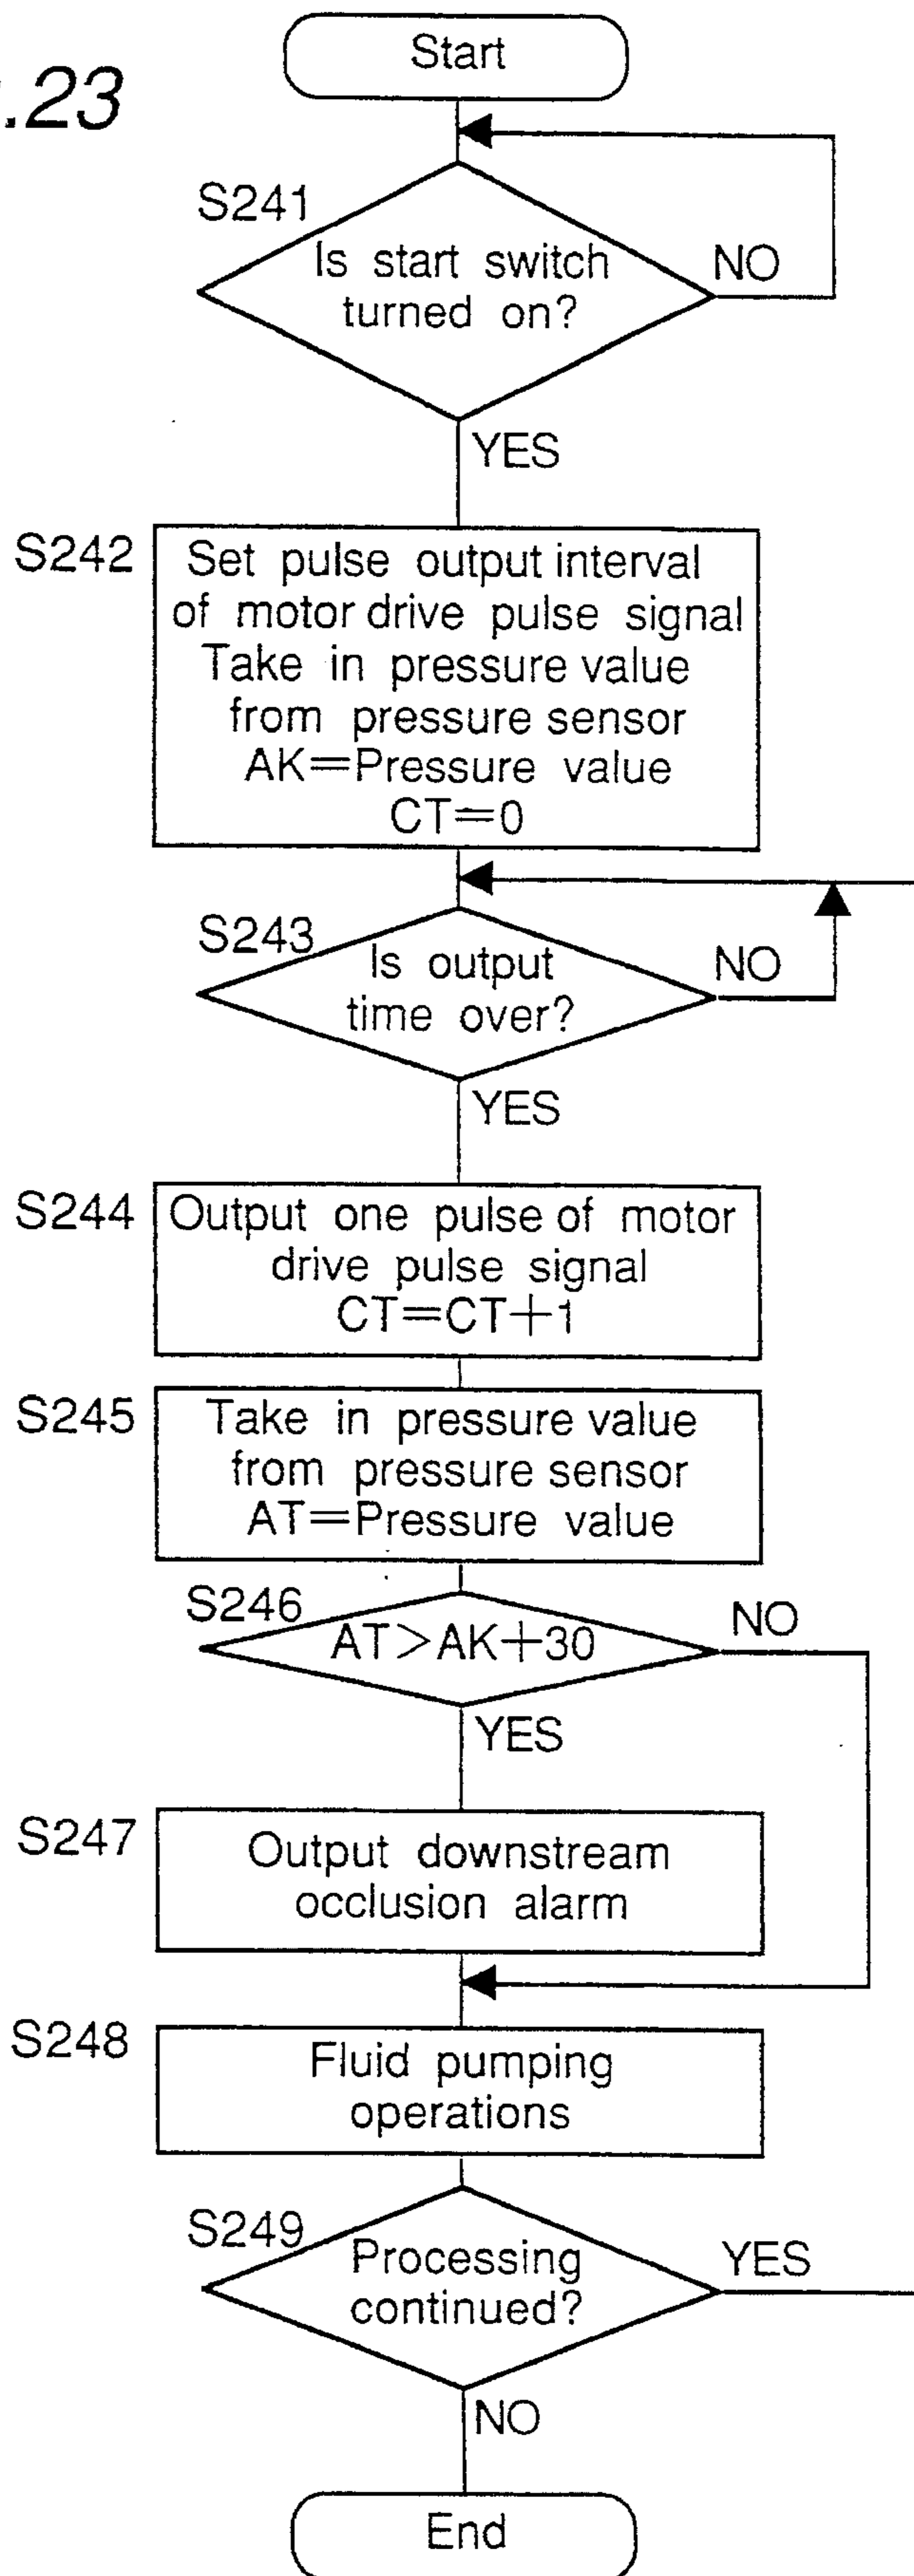 .23
Start
S241
Is start switch
turned on?
NO
YES
S242
Set pulse output interval
of motor drive pulse signal
Take in pressure value
from pressure sensor
AK=Pressure value
CT=0
S243
Is output
time over?
NO
YES
S244
Output one pulse of motor
drive pulse signal
CT=CT+1
S245
Take in pressure value
from pressure sensor
AT=Pressure value
S246
AT>AK+30
NO
YES
S247
Output downstream
occlusion alarm
S248
Fluid pumping
operations
S249
Processing
continued?
YES
NO
End